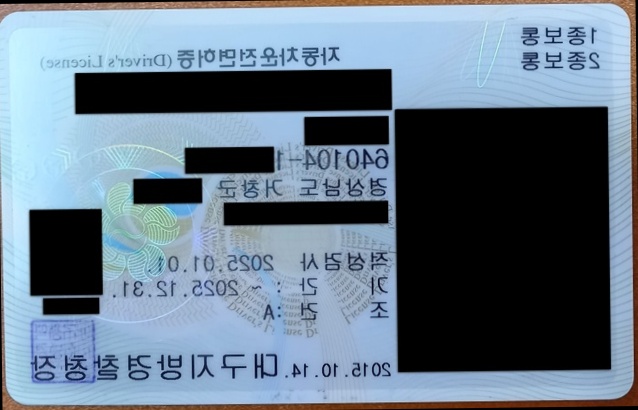 1종보통
2종보통
자동차운전면허증 (Driver's License)
640104-1
경상남도 거창군
적성검사 2025.01.01.
기 간 : ~ 2025.12.31.
조 건 :A
2015.10.14. 대구지방경찰청장